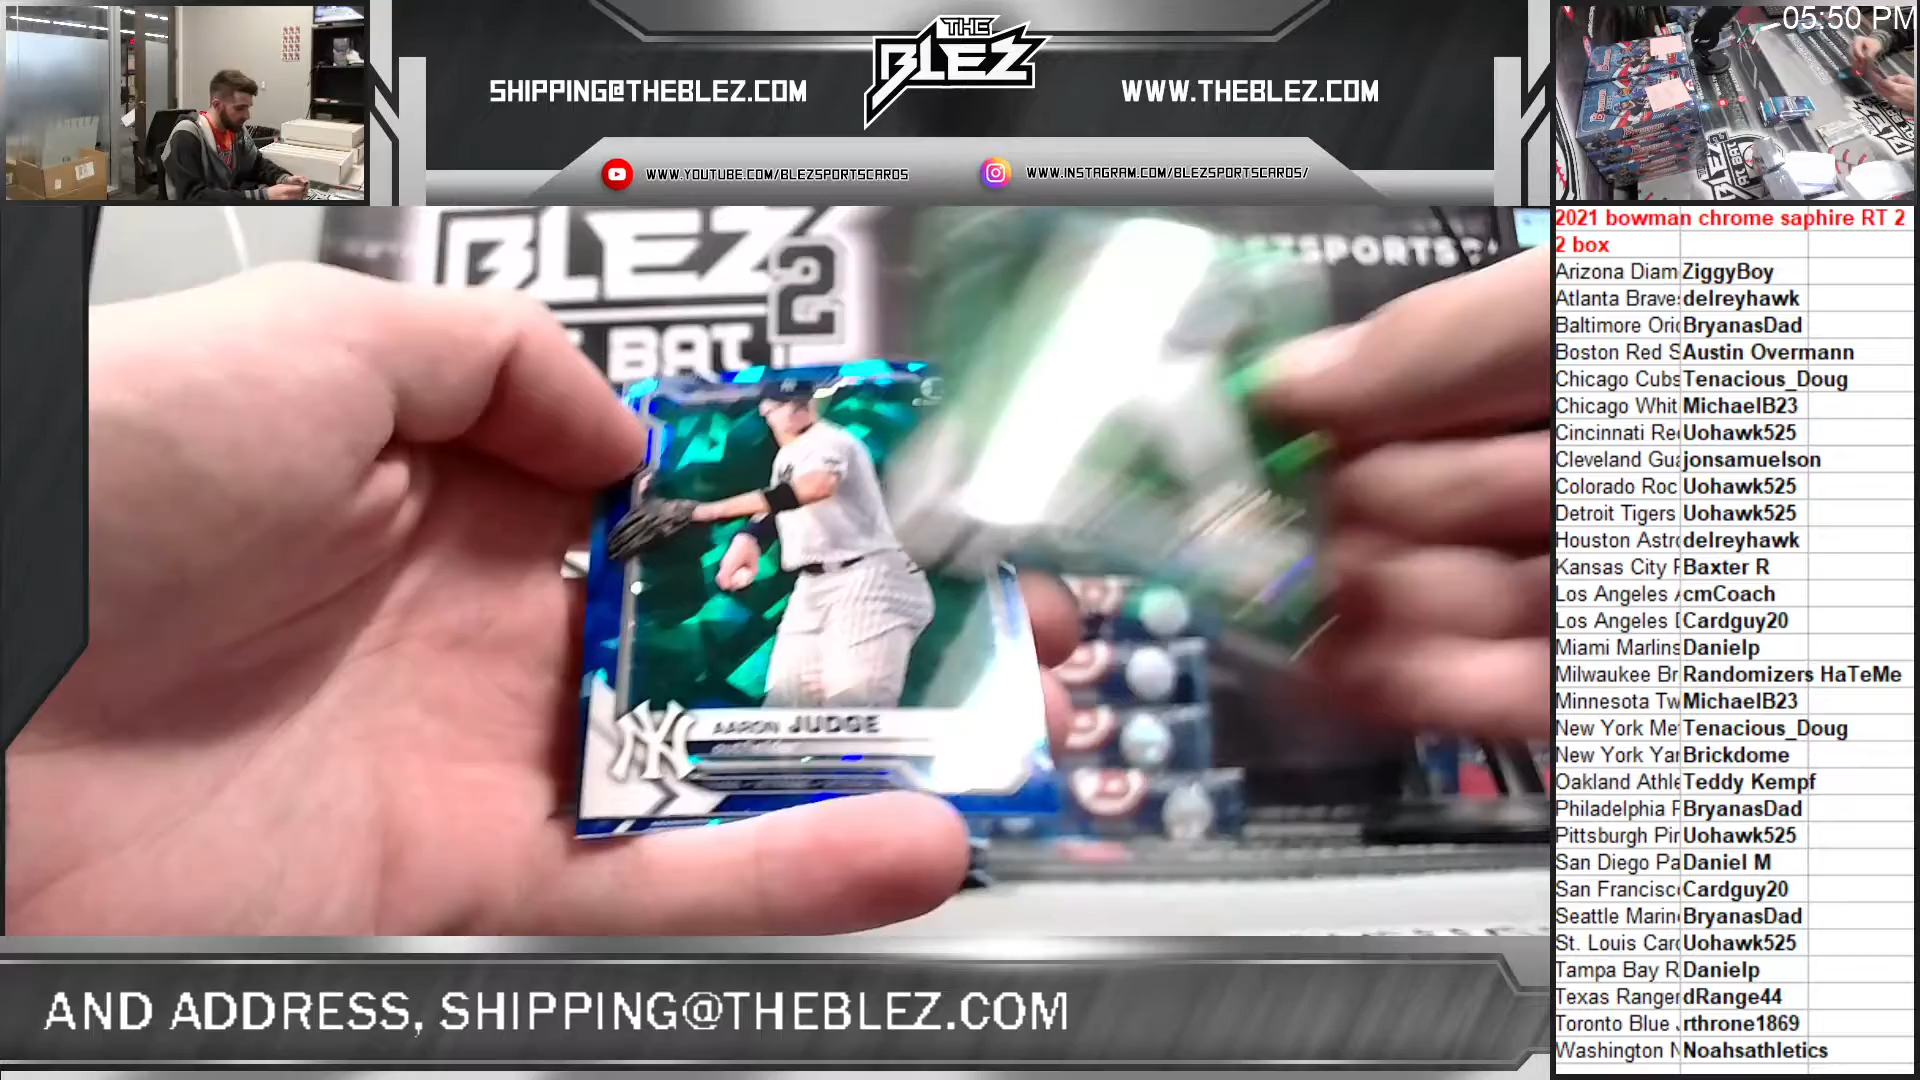 05:50 PM
THE
BLEZ
SHIPPING@THEBLEZ.COM
WWW.THEBLEZ.COM
WWW.YOUTUBE.COM/BLEZSPORTSCARDS
WWW.INSTAGRAM.COM/BLEZSPORTSCARDS/
BLEZ
2
BAT
AARON JUDGE
NY
2021 bowman chrome saphire RT 2
2 box
Arizona Diam ZiggyBoy
Atlanta Brave delreyhawk
Baltimore Ori BryanasDad
Boston Red S Austin Overmann
Chicago Cubs Tenacious_Doug
Chicago Whit MichaelB23
Cincinnati Re Uohawk525
Cleveland Gua jonsamuelson
Colorado Roc Uohawk525
Detroit Tigers Uohawk525
Houston Astr delreyhawk
Kansas City Baxter R
Los Angeles cmCoach
Los Angeles Cardguy20
Miami Marlins Danielp
Milwaukee Br Randomizers HaTeMe
Minnesota Tw MichaelB23
New York Me Tenacious_Doug
New York Yan Brickdome
Oakland Athle Teddy Kempf
Philadelphia BryanasDad
Pittsburgh Pir Uohawk525
San Diego Pa Daniel M
San Francisc Cardguy20
Seattle Marin BryanasDad
St. Louis Car Uohawk525
Tampa Bay R Danielp
Texas Ranger dRange44
Toronto Blue rthrone1869
Washington N Noahsathletics
AND ADDRESS, SHIPPING@THEBLEZ.COM